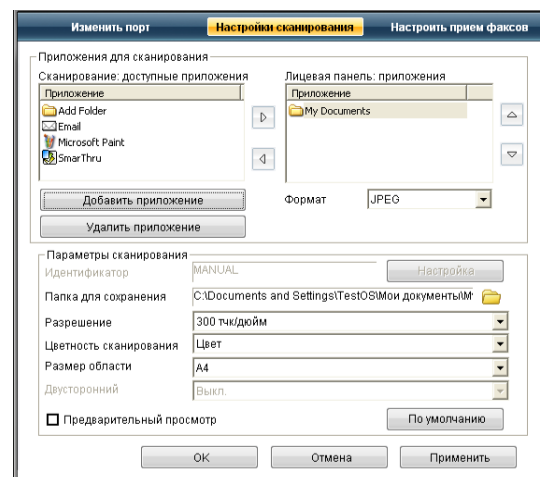 Изменить порт Настройки сканирования Настроить прием факсов
Приложения для сканирования
Сканирование: доступные приложения Лицевая панель: приложения
Приложение Приложение
Add Folder My Documents
Email
Microsoft Paint
SmarThru
Добавить приложение Формат JPEG
Удалить приложение
Параметры сканирования
Идентификатор MANUAL Настройка
Папка для сохранения C:\Documents and Settings\TestOS\Мои документы\М
Разрешение 300 тчк/дюйм
Цветность сканирования Цвет
Размер области A4
Двусторонний Выкл.
Предварительный просмотр По умолчанию
OK Отмена Применить